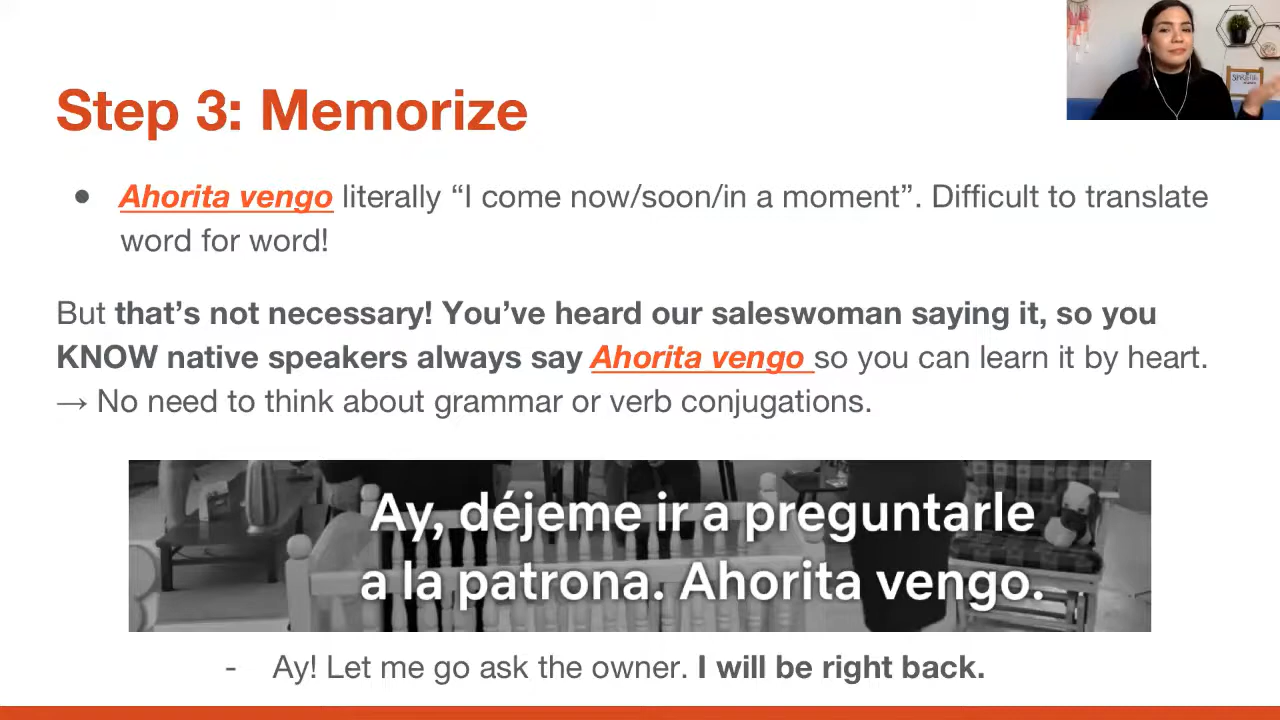 Step 3: Memorize
● Ahorita vengo literally “I come now/soon/in a moment”. Difficult to translate
word for word!
But that’s not necessary! You’ve heard our saleswoman saying it, so you
KNOW native speakers always say Ahorita vengo so you can learn it by heart.
→ No need to think about grammar or verb conjugations.
Ay, déjeme ir a preguntarle
a la patrona. Ahorita vengo.
- Ay! Let me go ask the owner. I will be right back.